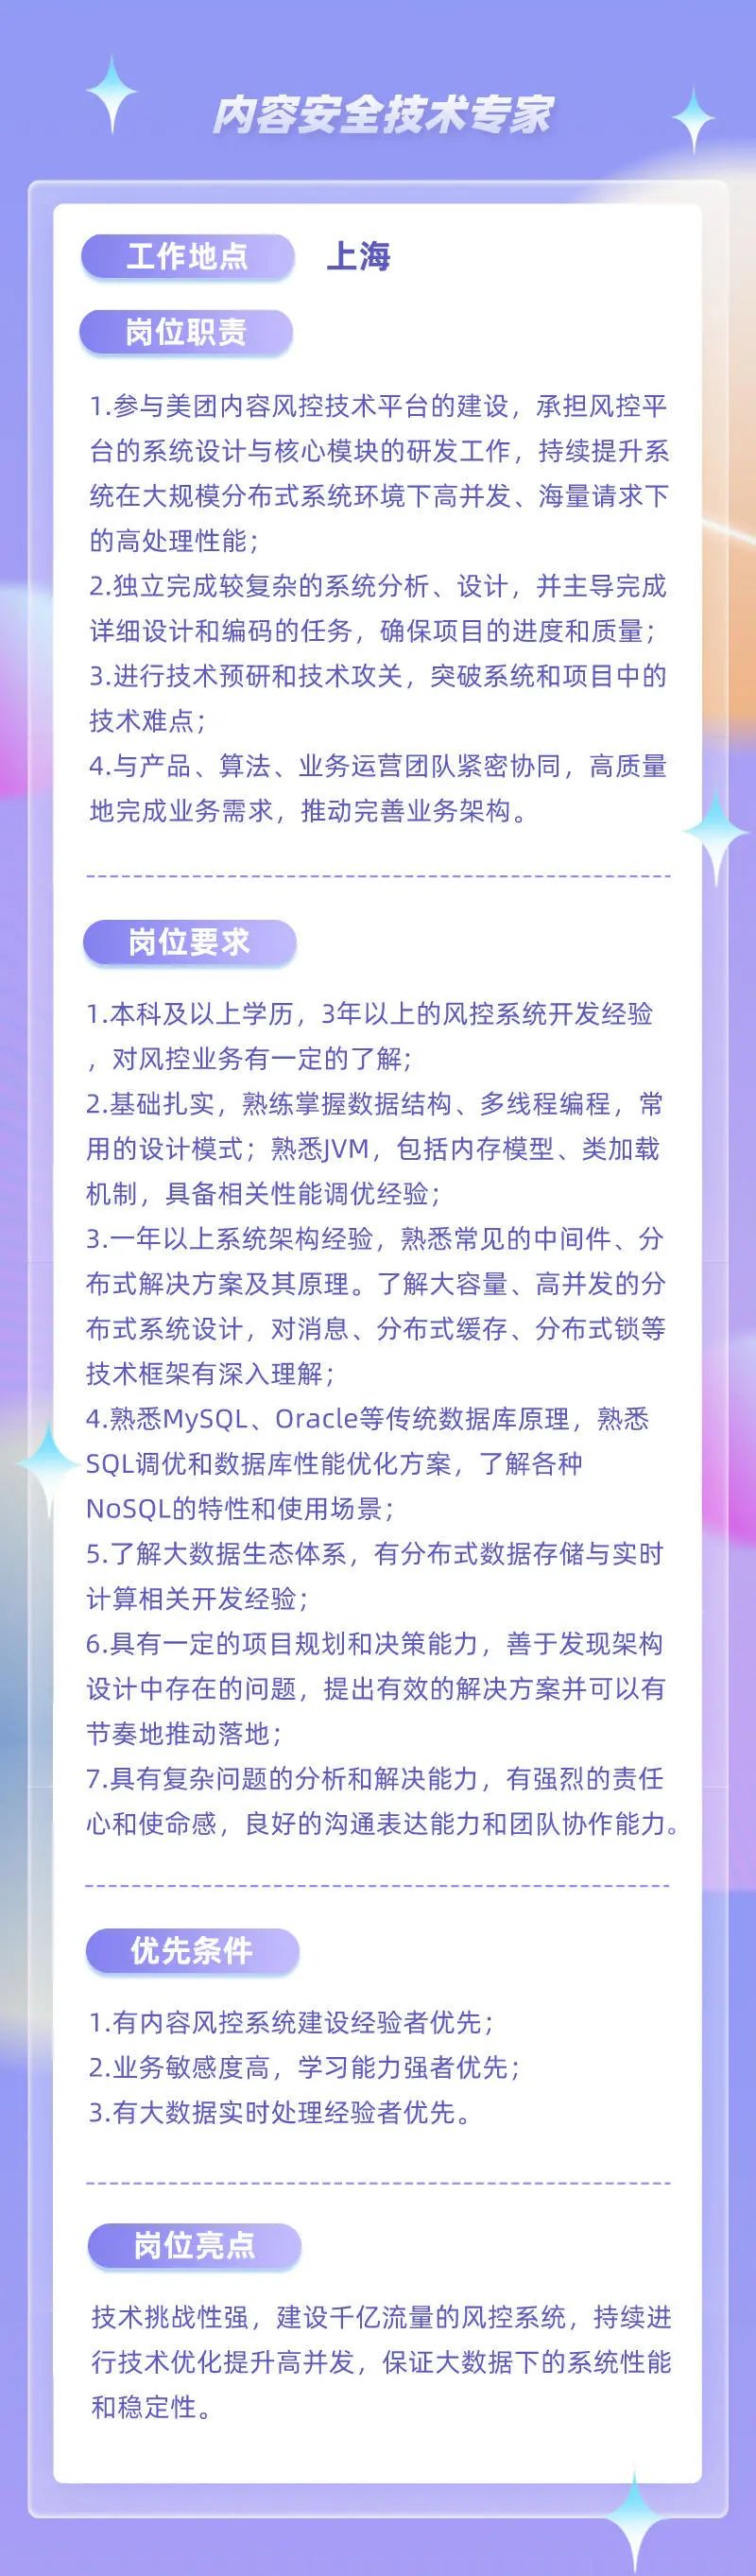 内容安全技术专家
工作地点 上海
岗位职责
1.参与美团内容风控技术平台的建设，承担风控平
台的系统设计与核心模块的研发工作，持续提升系
统在大规模分布式系统环境下高并发、海量请求下
的高处理性能；
2.独立完成较复杂的系统分析、设计，并主导完成
详细设计和编码的任务，确保项目的进度和质量；
3.进行技术预研和技术攻关，突破系统和项目中的
技术难点；
4.与产品、算法、业务运营团队紧密协同，高质量
地完成业务需求，推动完善业务架构。
岗位要求
1.本科及以上学历，3年以上的风控系统开发经验
，对风控业务有一定的了解；
2.基础扎实，熟练掌握数据结构、多线程编程，常
用的设计模式；熟悉JVM，包括内存模型、类加载
机制，具备相关性能调优经验；
3.一年以上系统架构经验，熟悉常见的中间件、分
布式解决方案及其原理。了解大容量、高并发的分
布式系统设计，对消息、分布式缓存、分布式锁等
技术框架有深入理解；
4.熟悉MySQL、Oracle等传统数据库原理，熟悉
SQL调优和数据库性能优化方案，了解各种
NoSQL的特性和使用场景；
5.了解大数据生态体系，有分布式数据存储与实时
计算相关开发经验；
6.具有一定的项目规划和决策能力，善于发现架构
设计中存在的问题，提出有效的解决方案并可以有
节奏地推动落地；
7.具有复杂问题的分析和解决能力，有强烈的责任
心和使命感，良好的沟通表达能力和团队协作能力。
优先条件
1.有内容风控系统建设经验者优先；
2.业务敏感度高，学习能力强者优先；
3.有大数据实时处理经验者优先。
岗位亮点
技术挑战性强，建设千亿流量的风控系统，持续进
行技术优化提升高并发，保证大数据下的系统性能
和稳定性。